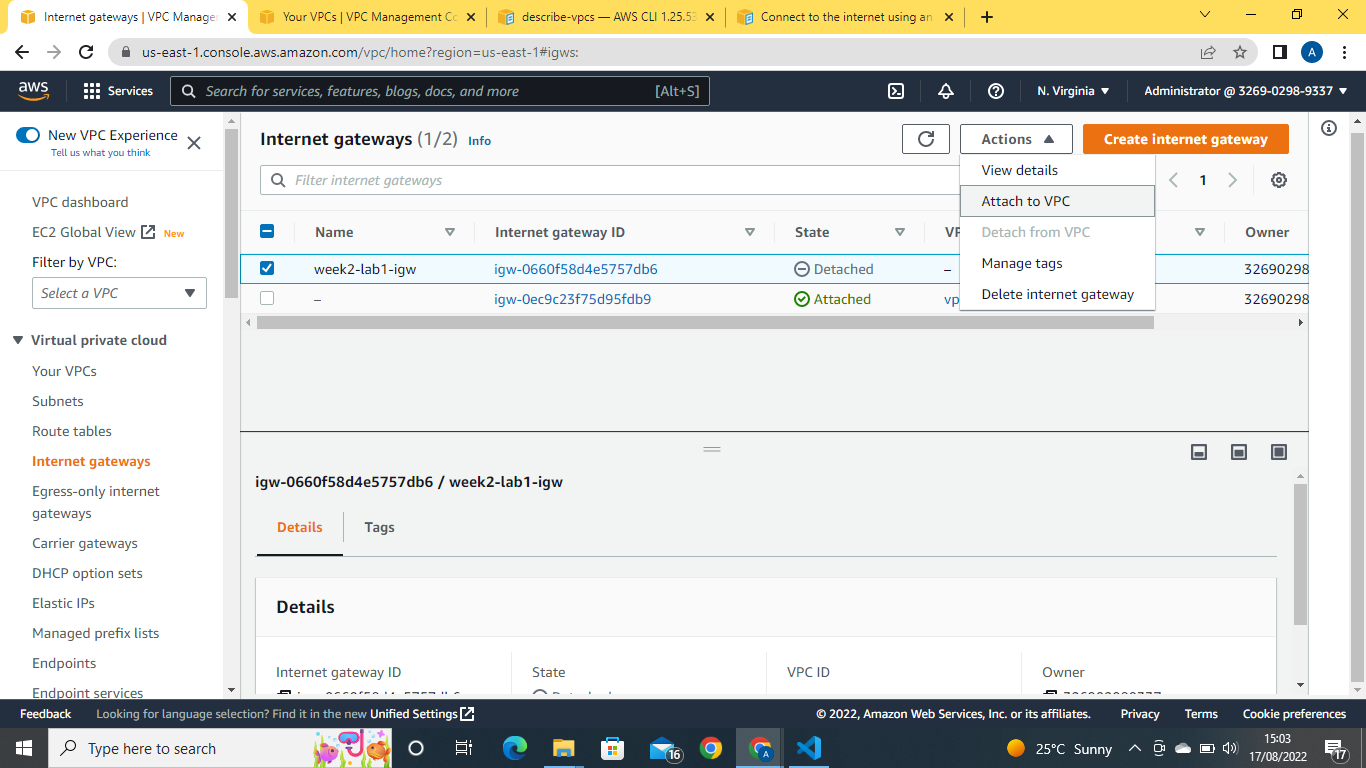 Internet gateways | VPC Manager
Your VPCs | VPC Management Co
describe-vpcs — AWS CLI 1.25.53
Connect to the internet using an
us-east-1.console.aws.amazon.com/vpc/home?region=us-east-1#igws:
A
aws
Services
Search for services, features, blogs, docs, and more
[Alt+S]
N. Virginia
Administrator @ 3269-0298-9337
New VPC Experience
Tell us what you think
VPC dashboard
EC2 Global View New
Filter by VPC:
Select a VPC
Virtual private cloud
Your VPCs
Subnets
Route tables
Internet gateways
Egress-only internet
gateways
Carrier gateways
DHCP option sets
Elastic IPs
Managed prefix lists
Endpoints
Endpoint services
Internet gateways (1/2) Info
Actions
Create internet gateway
Filter internet gateways
1
View details
Attach to VPC
Detach from VPC
Manage tags
Delete internet gateway
Name Internet gateway ID State VP Owner
week2-lab1-igw igw-0660f58d4e5757db6 Detached – 32690298
– igw-0ec9c23f75d95fdb9 Attached vp 32690298
igw-0660f58d4e5757db6 / week2-lab1-igw
Details Tags
Details
Internet gateway ID State VPC ID Owner
Feedback Looking for language selection? Find it in the new Unified Settings
© 2022, Amazon Web Services, Inc. or its affiliates. Privacy Terms Cookie preferences
Type here to search
16
A
25°C Sunny
15:03
17/08/2022
17